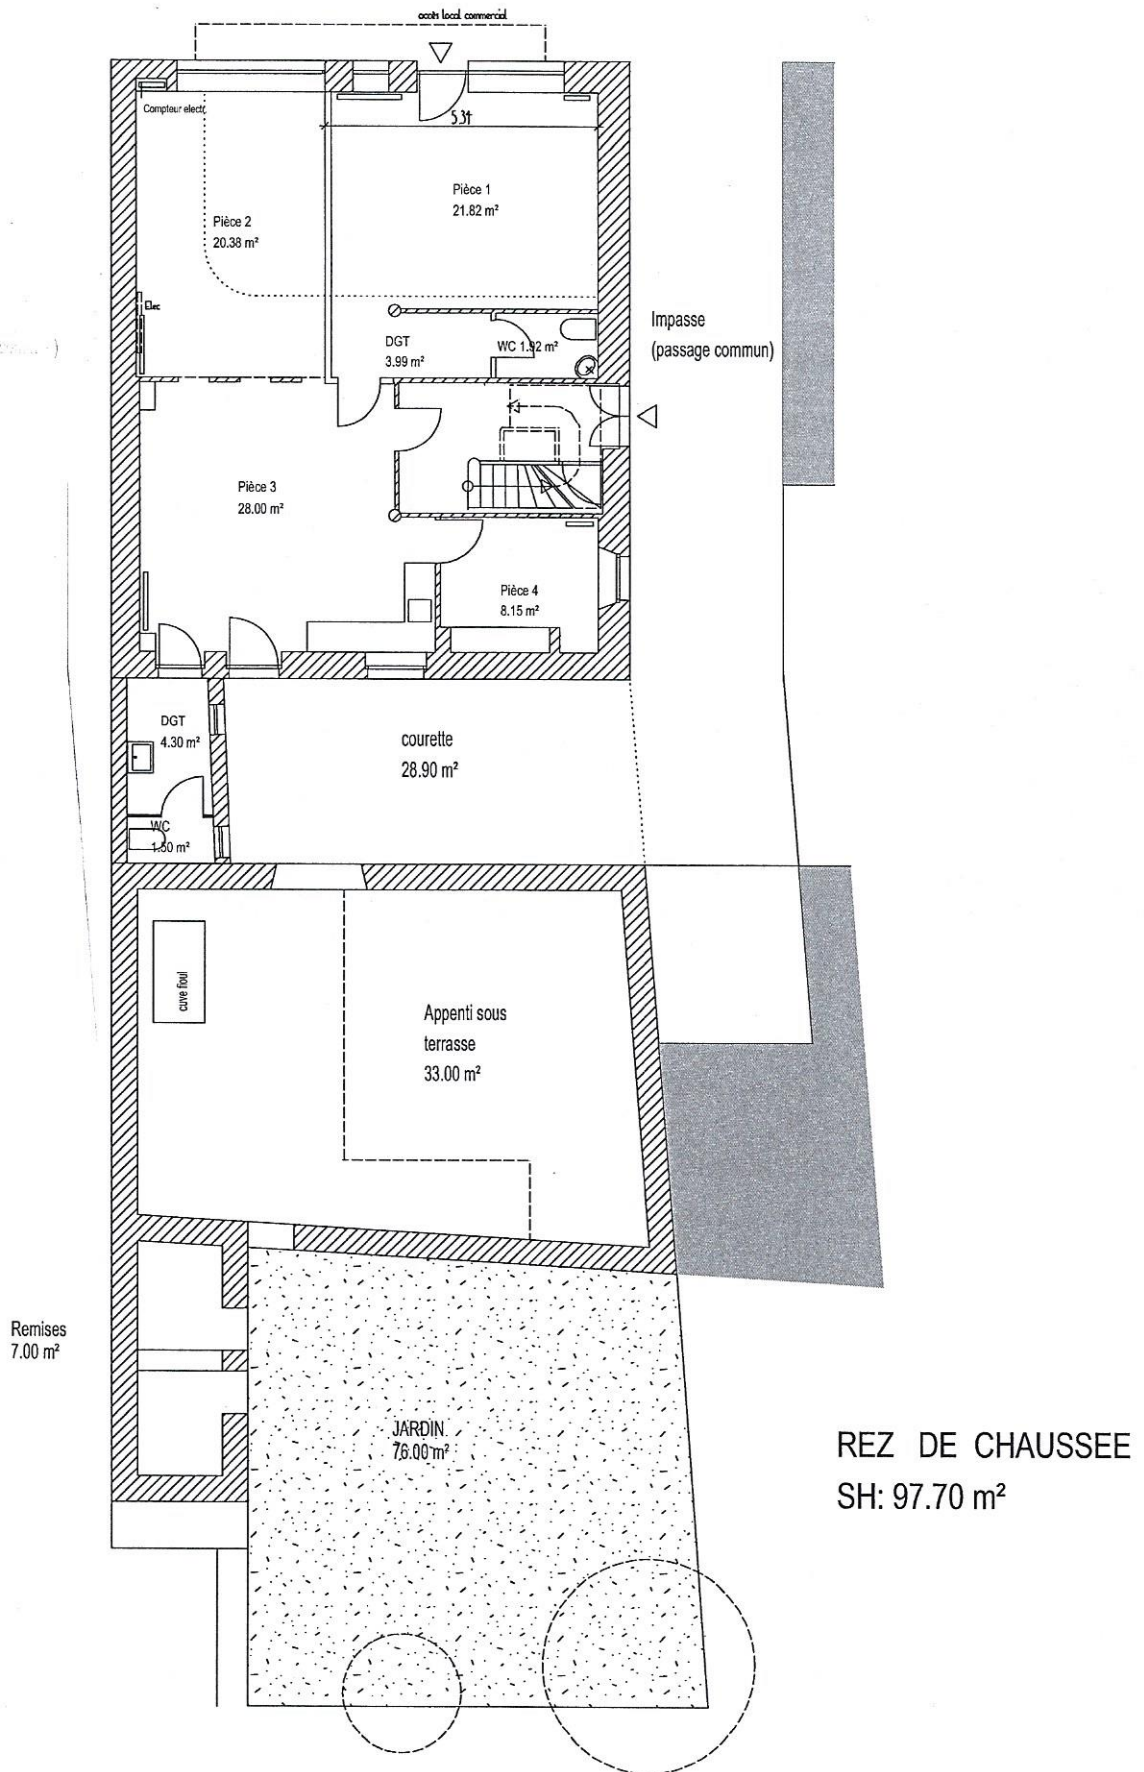 accès local commercial
Compteur electr.
5.34
Pièce 1
21.82 m²
Pièce 2
20.38 m²
Elec
DGT
3.99 m²
WC 1.92 m²
Impasse
(passage commun)
Pièce 3
28.00 m²
Pièce 4
8.15 m²
DGT
4.30 m²
courette
28.90 m²
WC
1.50 m²
cuve fioul
Appenti sous
terrasse
33.00 m²
Remises
7.00 m²
JARDIN
76.00 m²
REZ DE CHAUSSEE
SH: 97.70 m²